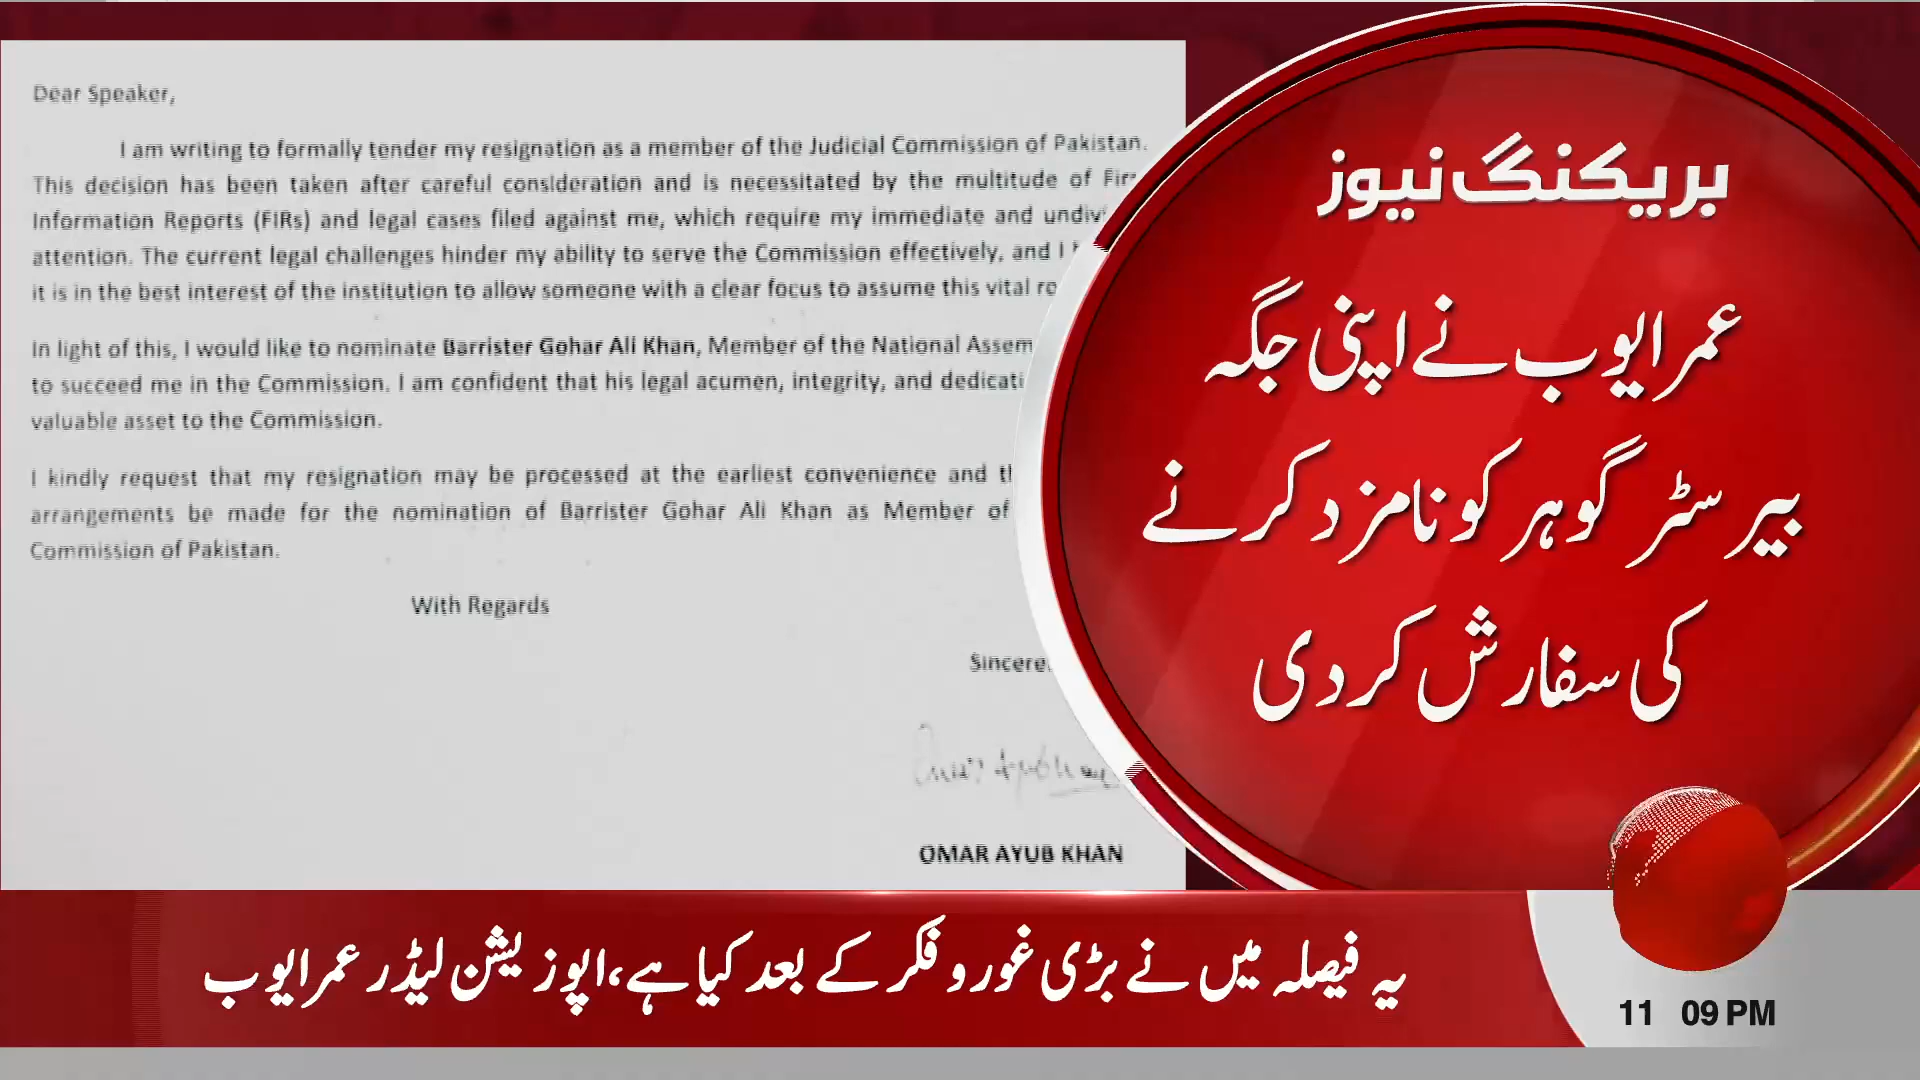 Dear Speaker,
I am writing to formally tender my resignation as a member of the Judicial Commission of Pakistan.
This decision has been taken after careful consideration and is necessitated by the multitude of
Information Reports (FIRs) and legal cases filed against me, which require my immediate and
attention. The current legal challenges hinder my ability to serve the Commission effectively, and I
it is in the best interest of the institution to allow someone with a clear focus to assume this vital
In light of this, I would like to nominate Barrister Gohar Ali Khan, Member of the National
to succeed me in the Commission. I am confident that his legal acumen, integrity, and
valuable asset to the Commission.
I kindly request that my resignation may be processed at the earliest convenience and
arrangements be made for the nomination of Barrister Gohar Ali Khan as Member of
Commission of Pakistan.
With Regards
OMAR AYUB KHAN
بریکنگ نیوز
عمر ایوب نے اپنی جگہ
بیرسٹر گوہر کو نامزد کرنے
کی سفارش کر دی
یہ فیصلہ میں نے بڑی غور و فکر کے بعد کیا ہے، اپوزیشن لیڈر عمر ایوب
11 09 PM